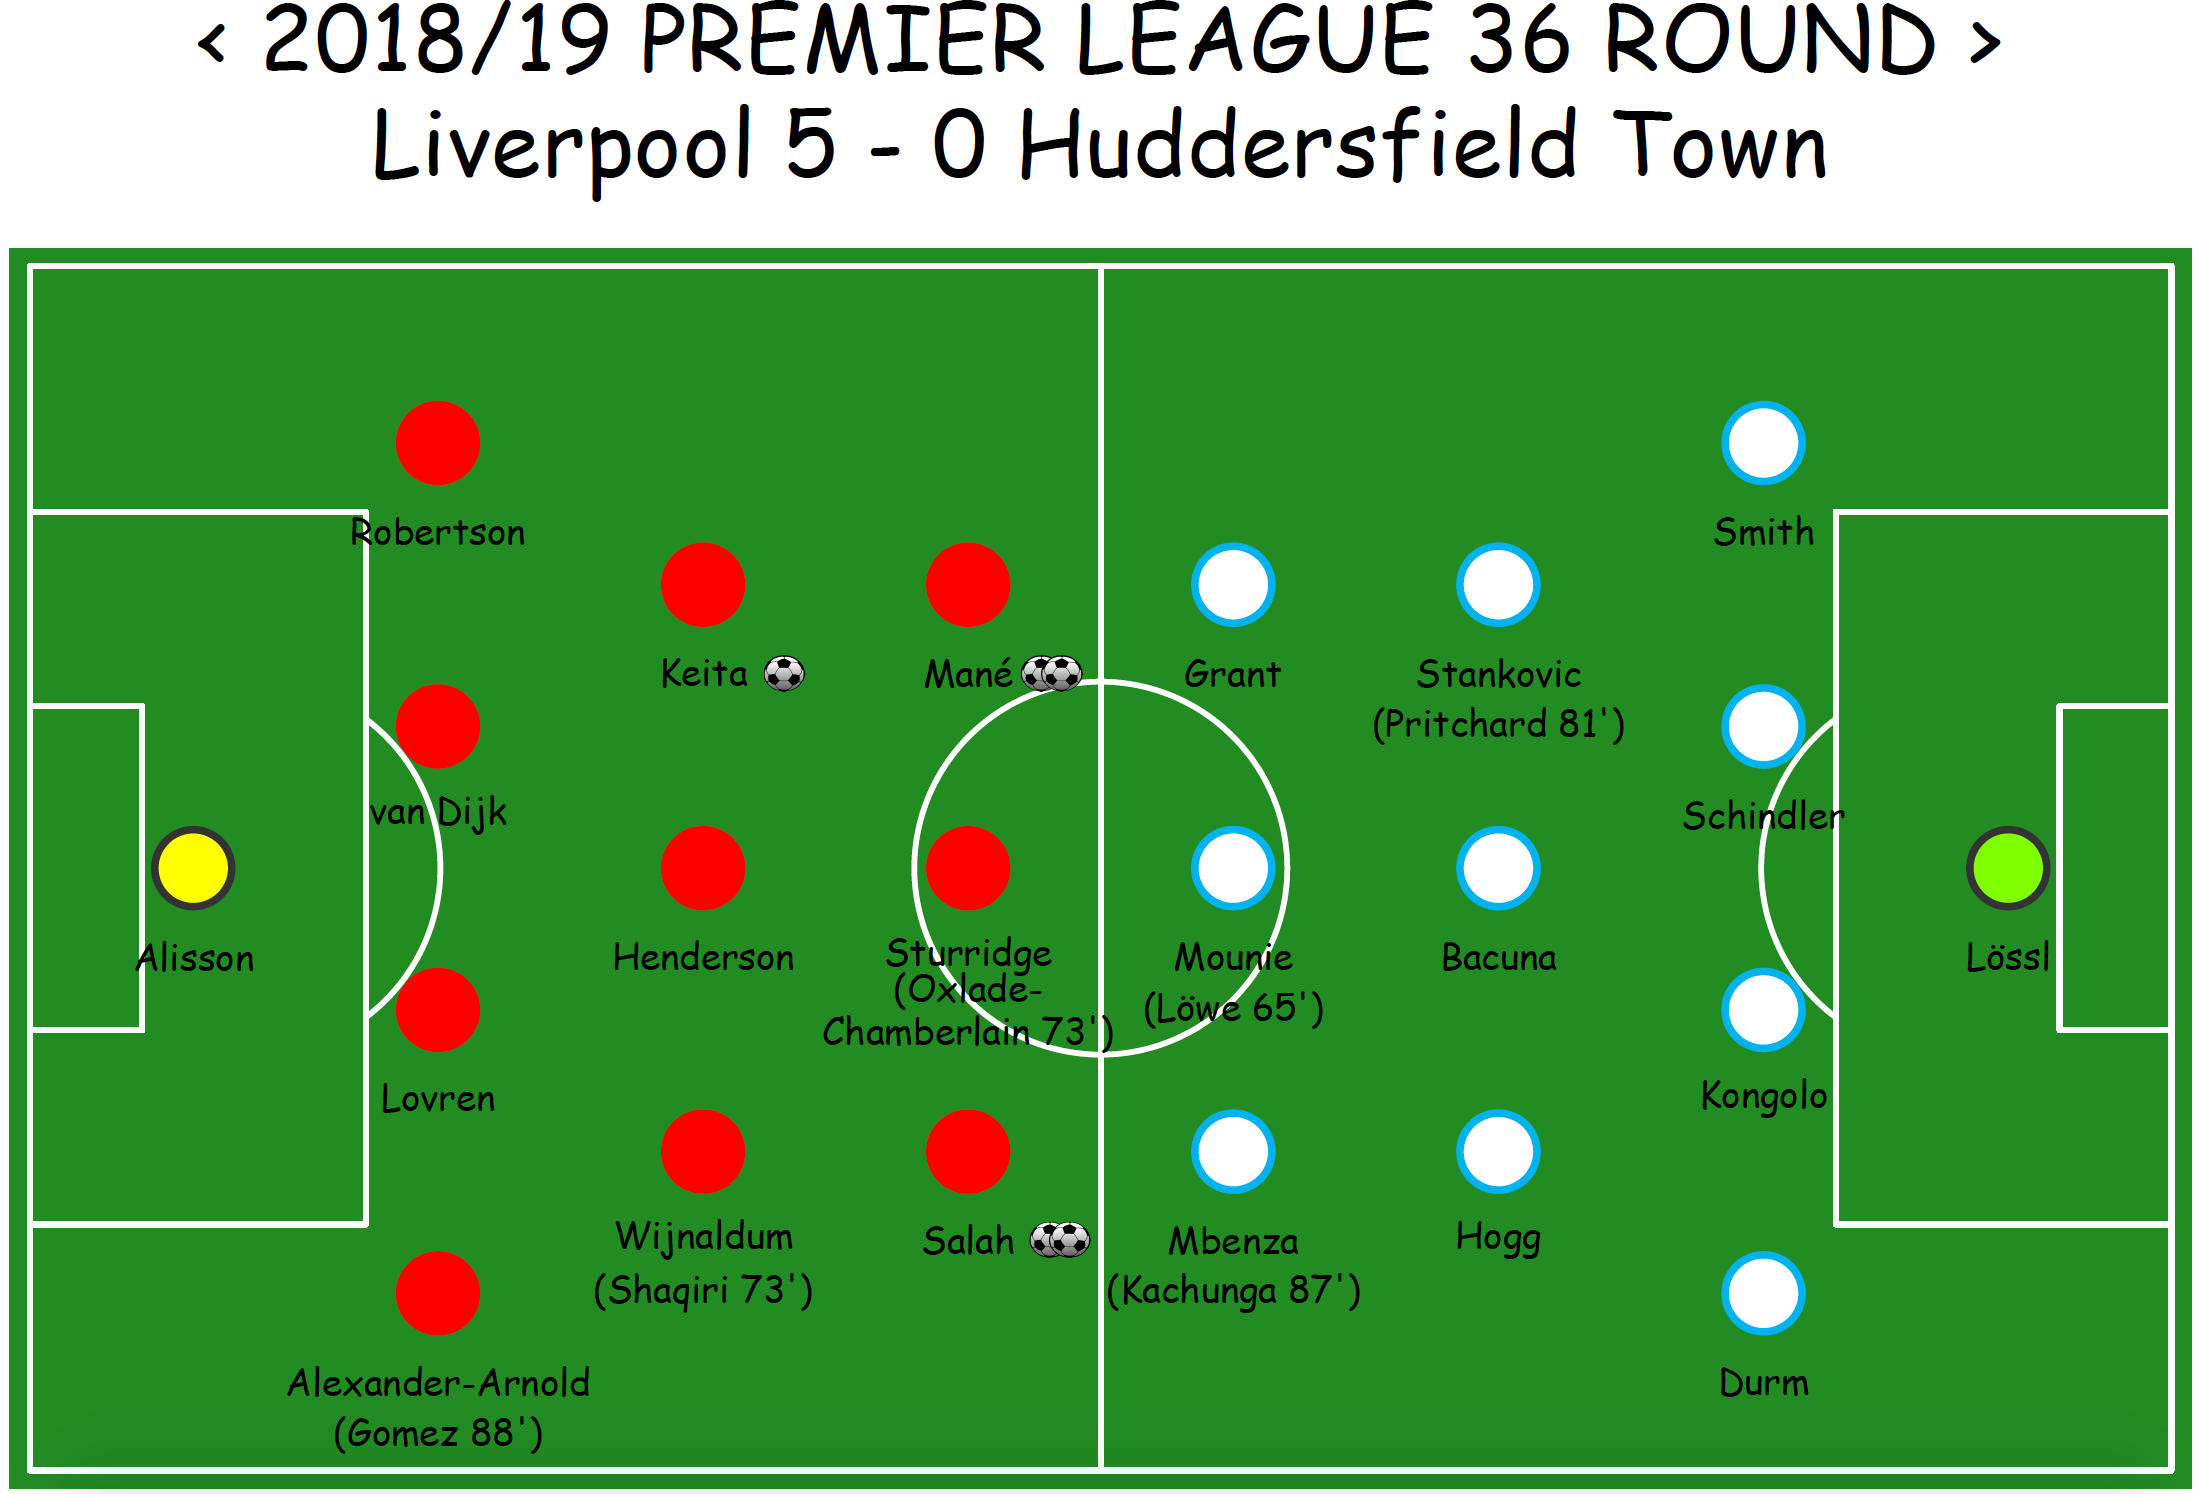 < 2018/19 PREMIER LEAGUE 36 ROUND >
Liverpool 5 - 0 Huddersfield Town
Robertson
Smith
Keita
Mané
Grant
Stankovic
(Pritchard 81')
van Dijk
Schindler
Alisson
Henderson
Sturridge
(Oxlade-
Chamberlain 73')
Mounie
(Löwe 65')
Bacuna
Lössl
Lovren
Kongolo
Wijnaldum
(Shaqiri 73')
Salah
Mbenza
(Kachunga 87')
Hogg
Alexander-Arnold
(Gomez 88')
Durm